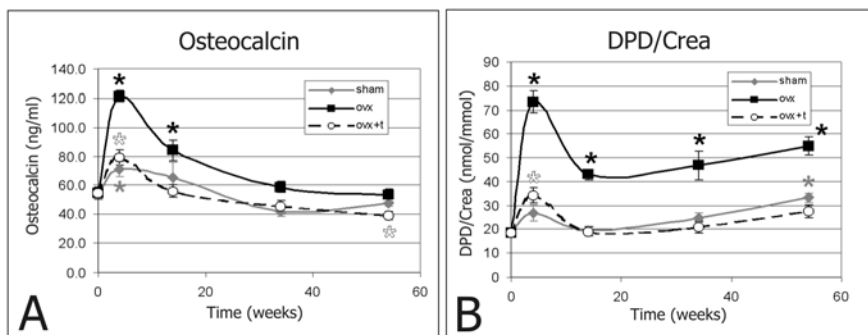 Osteocalcin
Osteocalcin (ng/ml)
140.0
120.0
100.0
80.0
60.0
40.0
20.0
0.0
0 20 40 60
Time (weeks)
sham
ovx
ovx+t
* * * * * *
A
DPD/Crea
DPD/Crea (nmol/mmol)
90
80
70
60
50
40
30
20
10
0
0 20 40 60
Time (weeks)
sham
ovx
ovx+t
* * * * * *
B